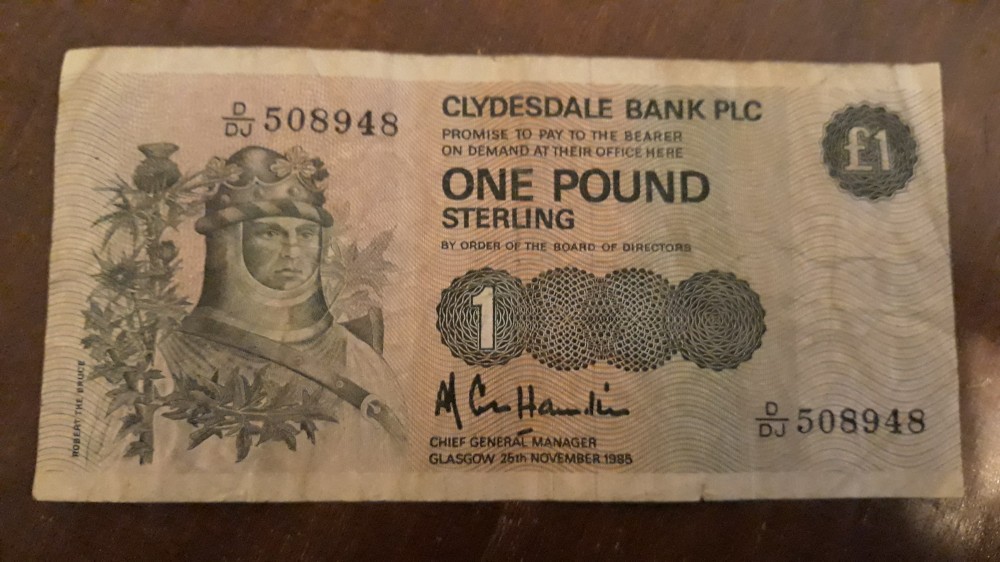 D/DJ 508948
CLYDESDALE BANK PLC
PROMISE TO PAY TO THE BEARER
ON DEMAND AT THEIR OFFICE HERE
ONE POUND
STERLING
BY ORDER OF THE BOARD OF DIRECTORS
£1
1
CHIEF GENERAL MANAGER
GLASGOW 25th NOVEMBER 1985
D/DJ 508948
ROBERT THE BRUCE